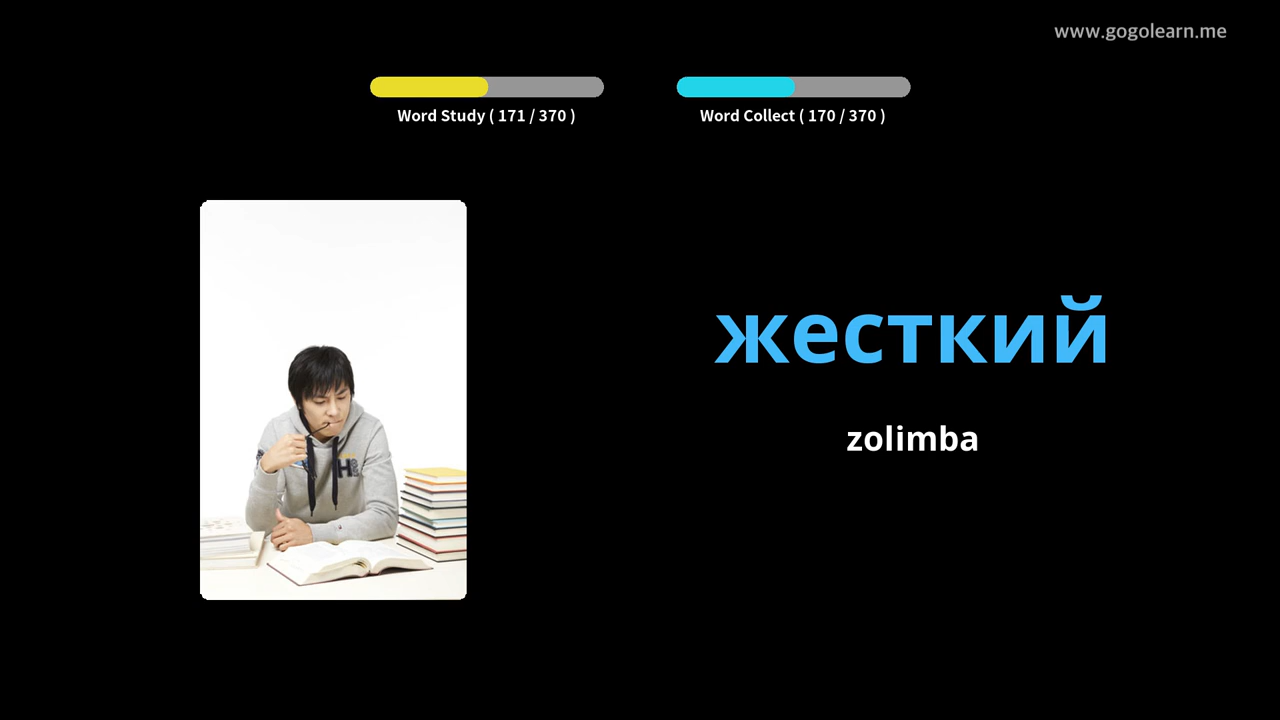 www.gogolearn.me
Word Study ( 171 / 370 )
Word Collect ( 170 / 370 )
H
жесткий
zolimba